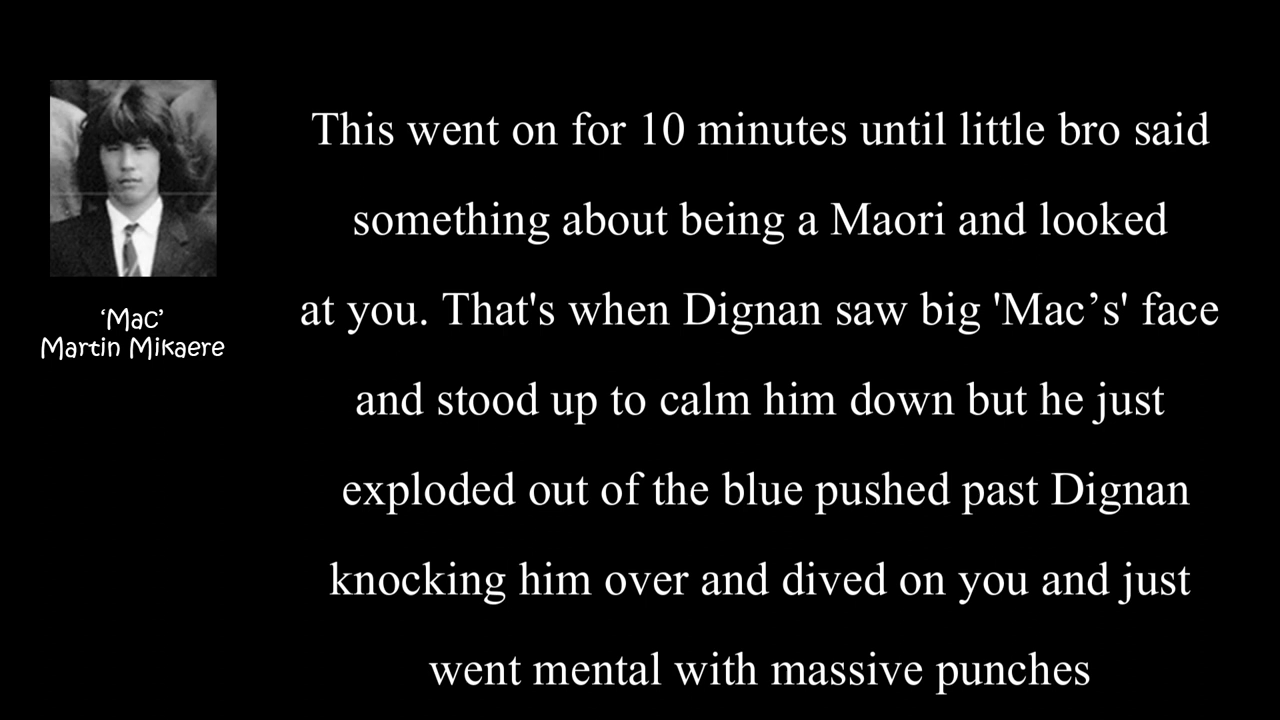 ‘Mac’
Martin Mikaere
This went on for 10 minutes until little bro said
something about being a Maori and looked
at you. That's when Dignan saw big 'Mac’s' face
and stood up to calm him down but he just
exploded out of the blue pushed past Dignan
knocking him over and dived on you and just
went mental with massive punches